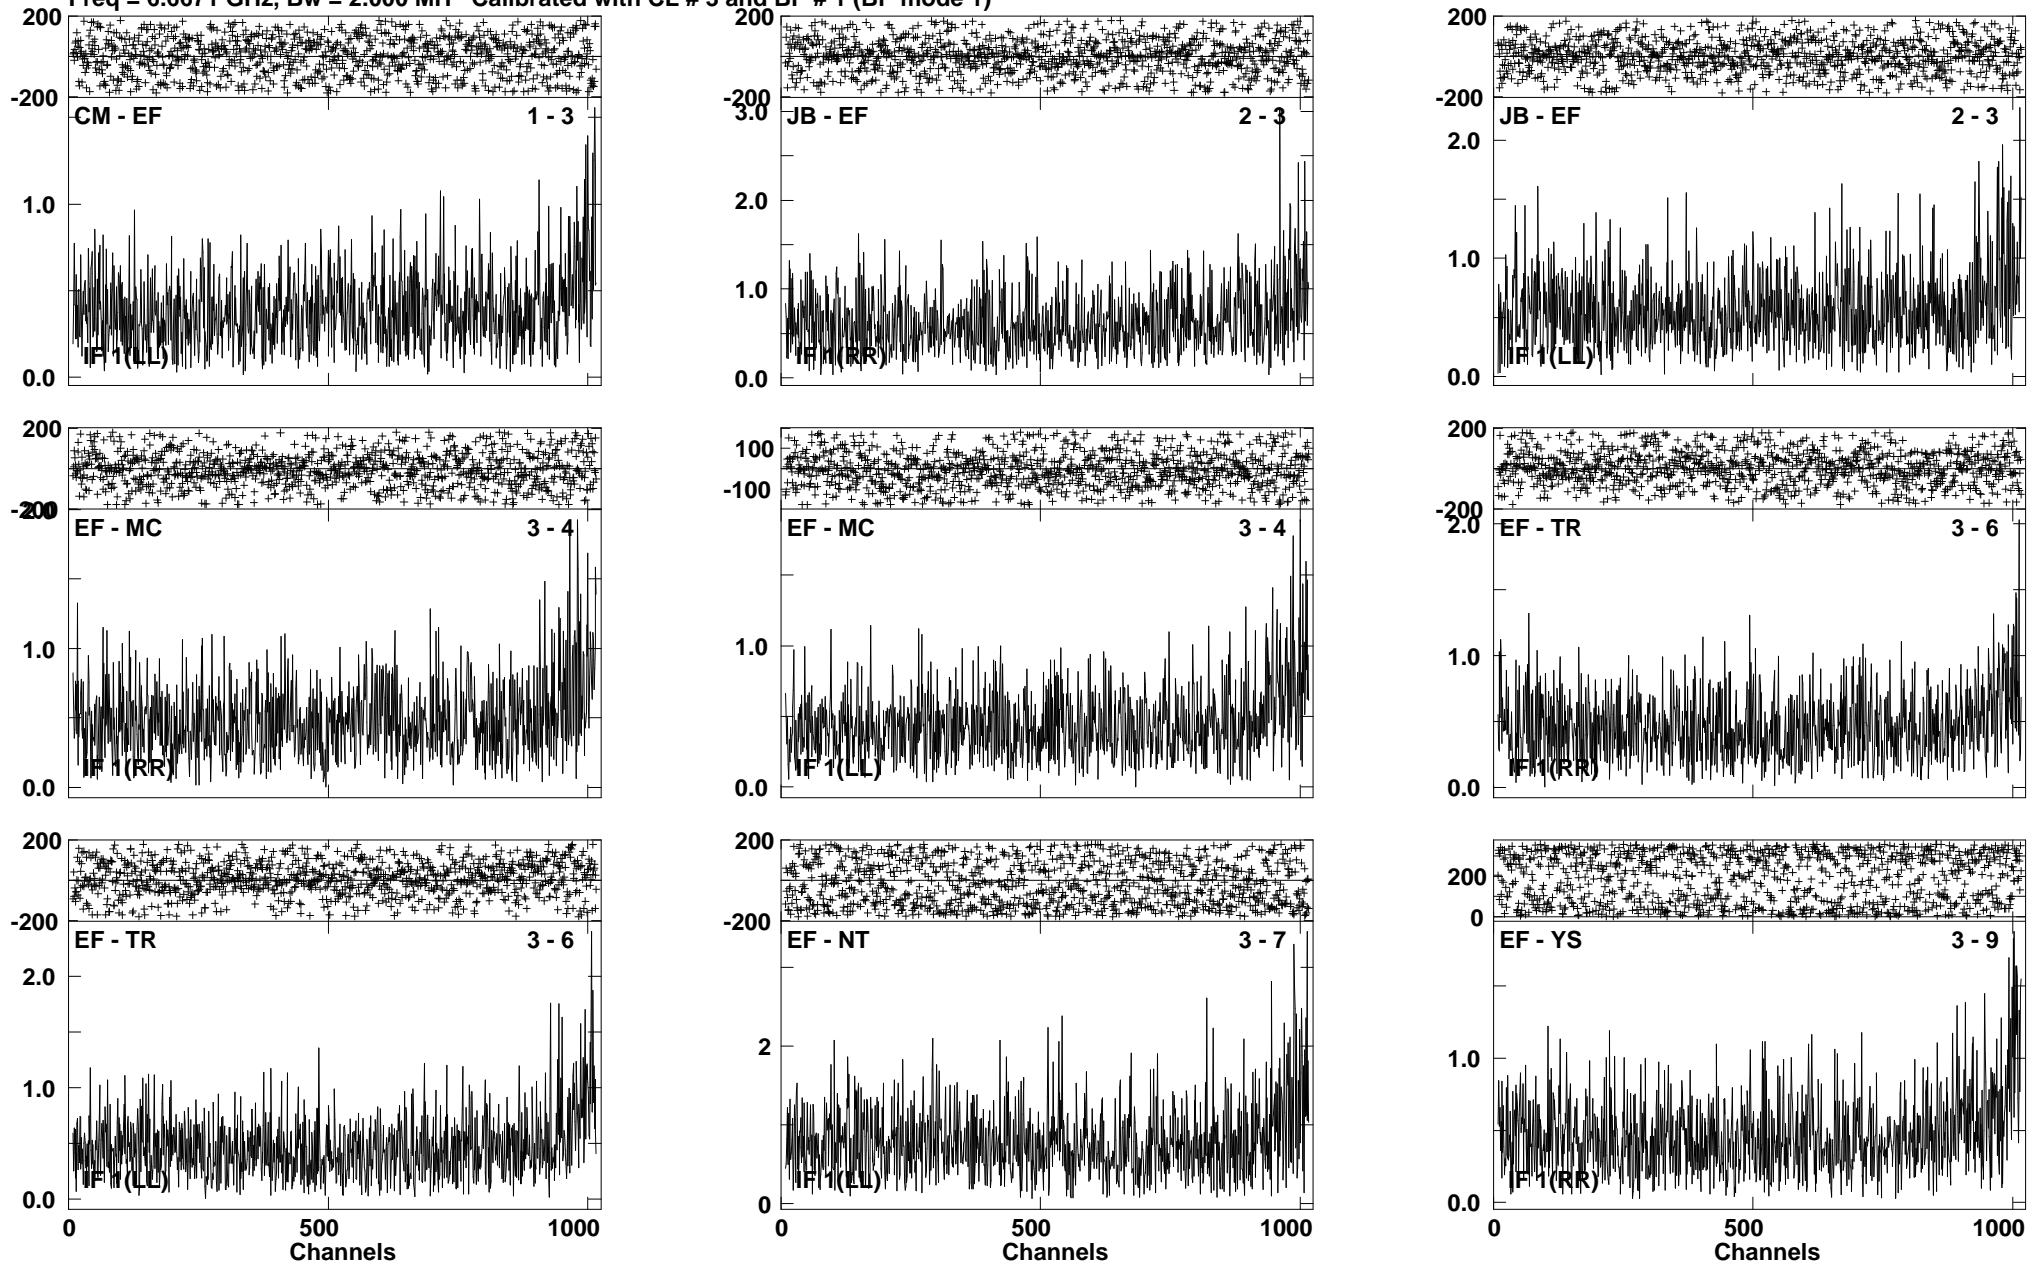 Freq = 6.6671 GHz, Bw = 2.000 MH Calibrated with CL # 3 and BP # 1 (BP mode 1)
200
-200
CM - EF 1 - 3
1.0
IF 1(LL)
0.0
200
-200
3.0
JB - EF 2 - 3
2.0
1.0
IF 1(RR)
0.0
200
-200
JB - EF 2 - 3
2.0
1.0
IF 1(LL)
0.0
200
-200
2.0
EF - MC 3 - 4
1.0
IF 1(RR)
0.0
100
-100
EF - MC 3 - 4
1.0
IF 1(LL)
0.0
200
-200
2.0
EF - TR 3 - 6
1.0
IF 1(RR)
0.0
200
-200
EF - TR 3 - 6
2.0
1.0
IF 1(LL)
0.0
0 500 1000
Channels
200
-200
EF - NT 3 - 7
2
IF 1(LL)
0
0 500 1000
Channels
200
0
EF - YS 3 - 9
1.0
IF 1(RR)
0.0
0 500 1000
Channels